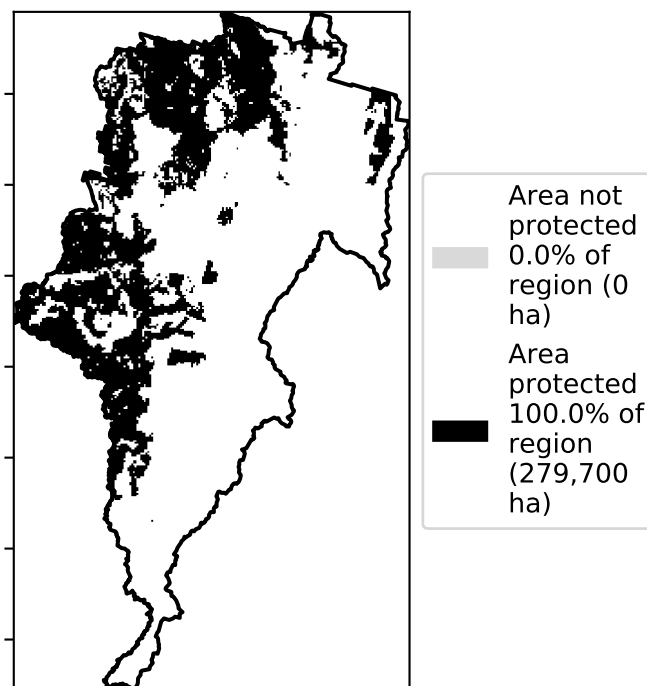 Area not
protected
0.0% of
region (0
ha)
Area
protected
100.0% of
region
(279,700
ha)